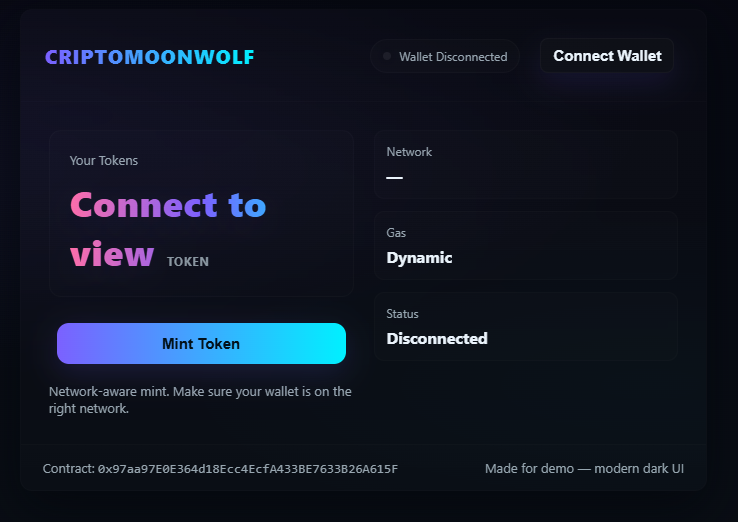 CRIPTOMOONWOLF
Wallet Disconnected
Connect Wallet
Your Tokens
Connect to
view TOKEN
Mint Token
Network-aware mint. Make sure your wallet is on the
right network.
Network
—
Gas
Dynamic
Status
Disconnected
Contract: 0x97aa97E0E364d18Ecc4EcfA433BE7633B26A615F
Made for demo — modern dark UI